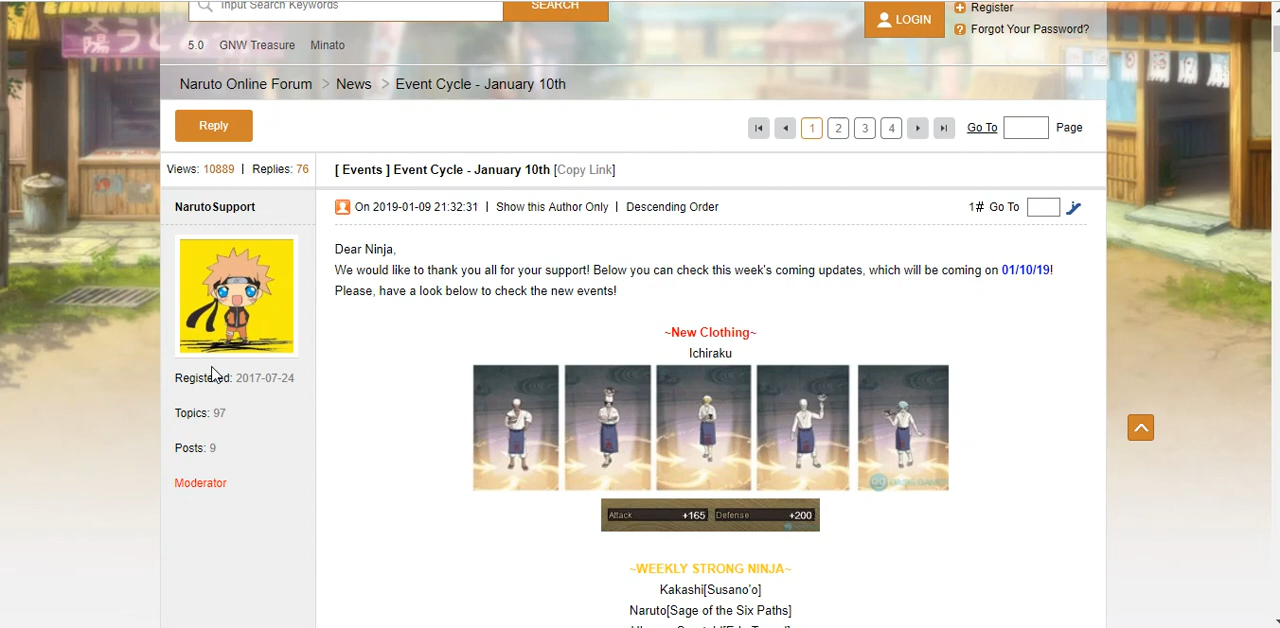 Input Search Keywords
SEARCH
LOGIN
Register
Forgot Your Password?
5.0 GNW Treasure Minato
Naruto Online Forum > News > Event Cycle - January 10th
Reply
1 2 3 4 Go To Page
Views: 10889 | Replies: 76
[ Events ] Event Cycle - January 10th [Copy Link]
NarutoSupport
On 2019-01-09 21:32:31 | Show this Author Only | Descending Order
1# Go To
Dear Ninja,
We would like to thank you all for your support! Below you can check this week's coming updates, which will be coming on 01/10/19!
Please, have a look below to check the new events!
~New Clothing~
Ichiraku
Registered: 2017-07-24
Topics: 97
Posts: 9
Moderator
Attack +165 Defense +200
~WEEKLY STRONG NINJA~
Kakashi[Susano'o]
Naruto[Sage of the Six Paths]